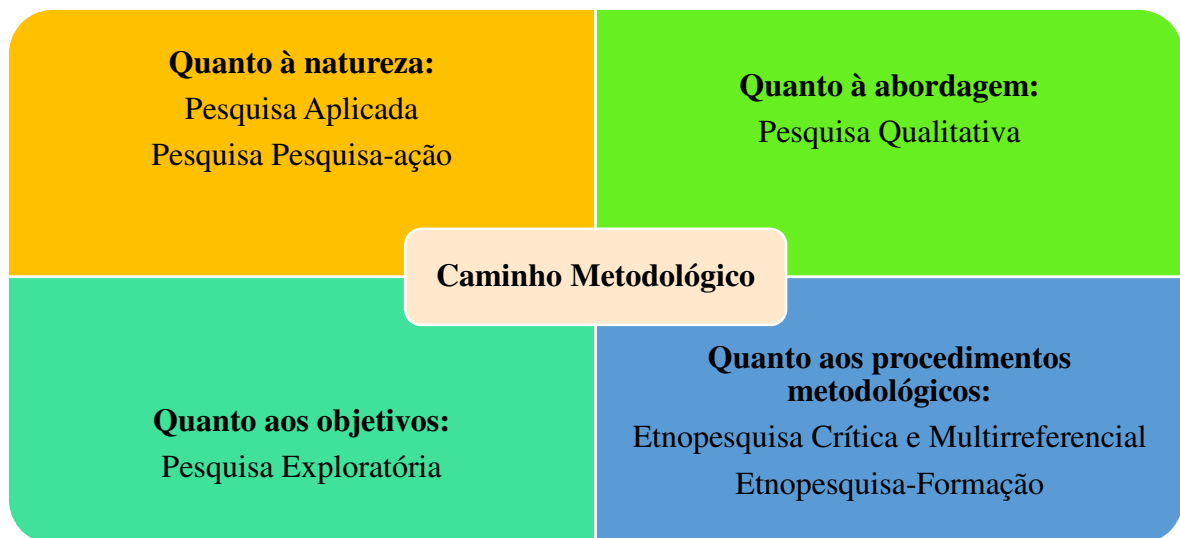 Quanto à natureza:
Pesquisa Aplicada
Pesquisa Pesquisa-ação
Quanto à abordagem:
Pesquisa Qualitativa
Caminho Metodológico
Quanto aos objetivos:
Pesquisa Exploratória
Quanto aos procedimentos
metodológicos:
Etnopesquisa Crítica e Multirreferencial
Etnopesquisa-Formação